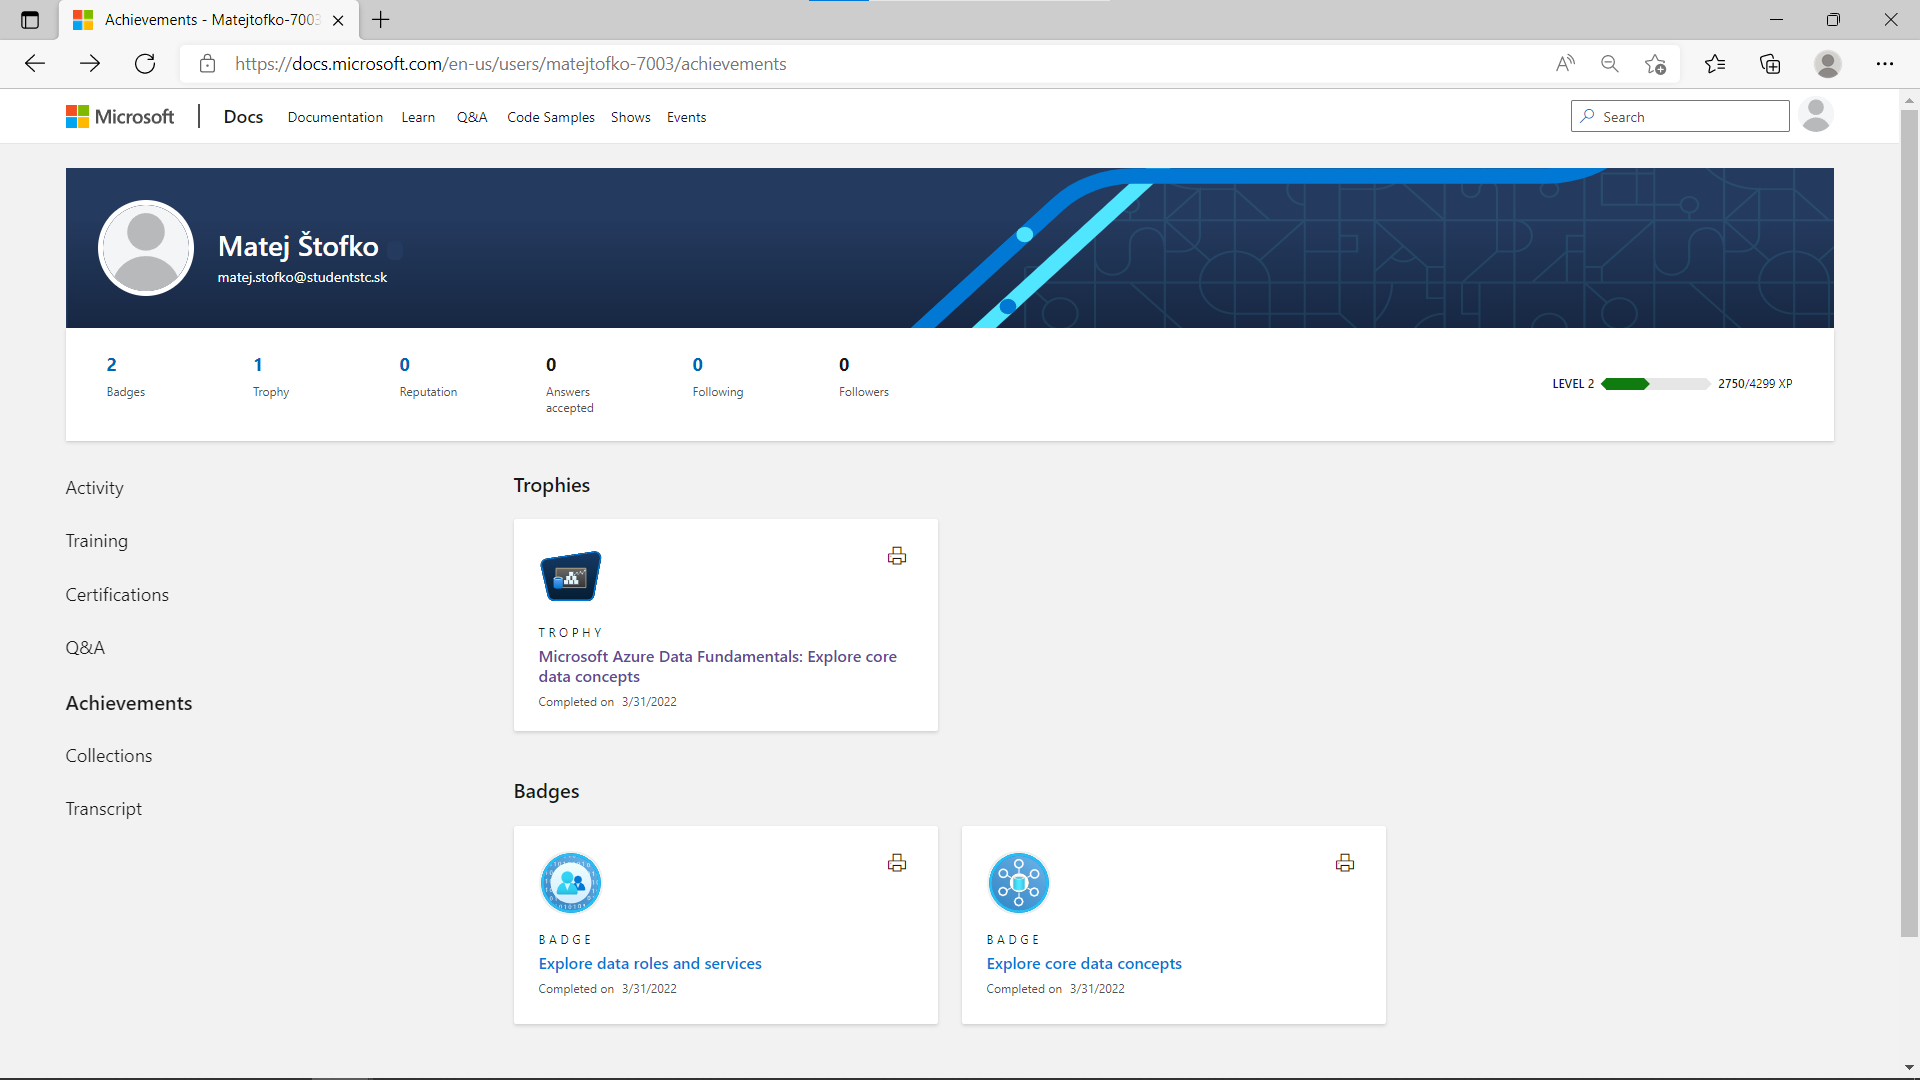 Achievements - Matejtofko-7003
https://docs.microsoft.com/en-us/users/matejtofko-7003/achievements
Microsoft
Docs
Documentation
Learn
Q&A
Code Samples
Shows
Events
Search
Matej Štofko
matej.stofko@studentstc.sk
2
Badges
1
Trophy
0
Reputation
0
Answers
accepted
0
Following
0
Followers
LEVEL 2
2750/4299 XP
Activity
Training
Certifications
Q&A
Achievements
Collections
Transcript
Trophies
TROPHY
Microsoft Azure Data Fundamentals: Explore core
data concepts
Completed on 3/31/2022
Badges
BADGE
Explore data roles and services
Completed on 3/31/2022
BADGE
Explore core data concepts
Completed on 3/31/2022